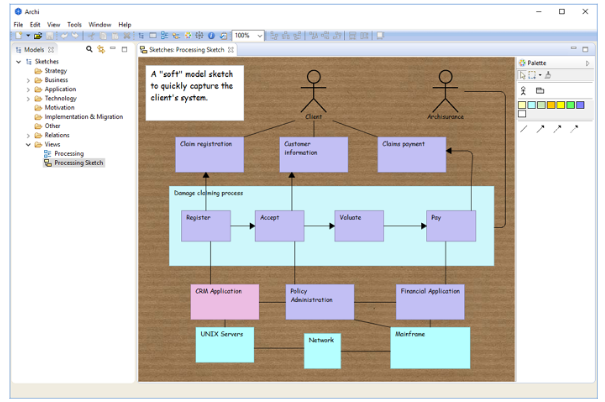 Archi
File Edit View Tools Window Help
100%
Models
Sketches: Processing Sketch
Sketches
Strategy
Business
Application
Technology
Motivation
Implementation & Migration
Other
Relations
Views
Processing
Processing Sketch
A "soft" model sketch
to quickly capture the
client's system.
Client
Archisurance
Claim registration
Customer
information
Claims payment
Damage claiming process
Register
Accept
Valuate
Pay
CRM Application
Policy
Administration
Financial Application
UNIX Servers
Network
Mainframe
Palette